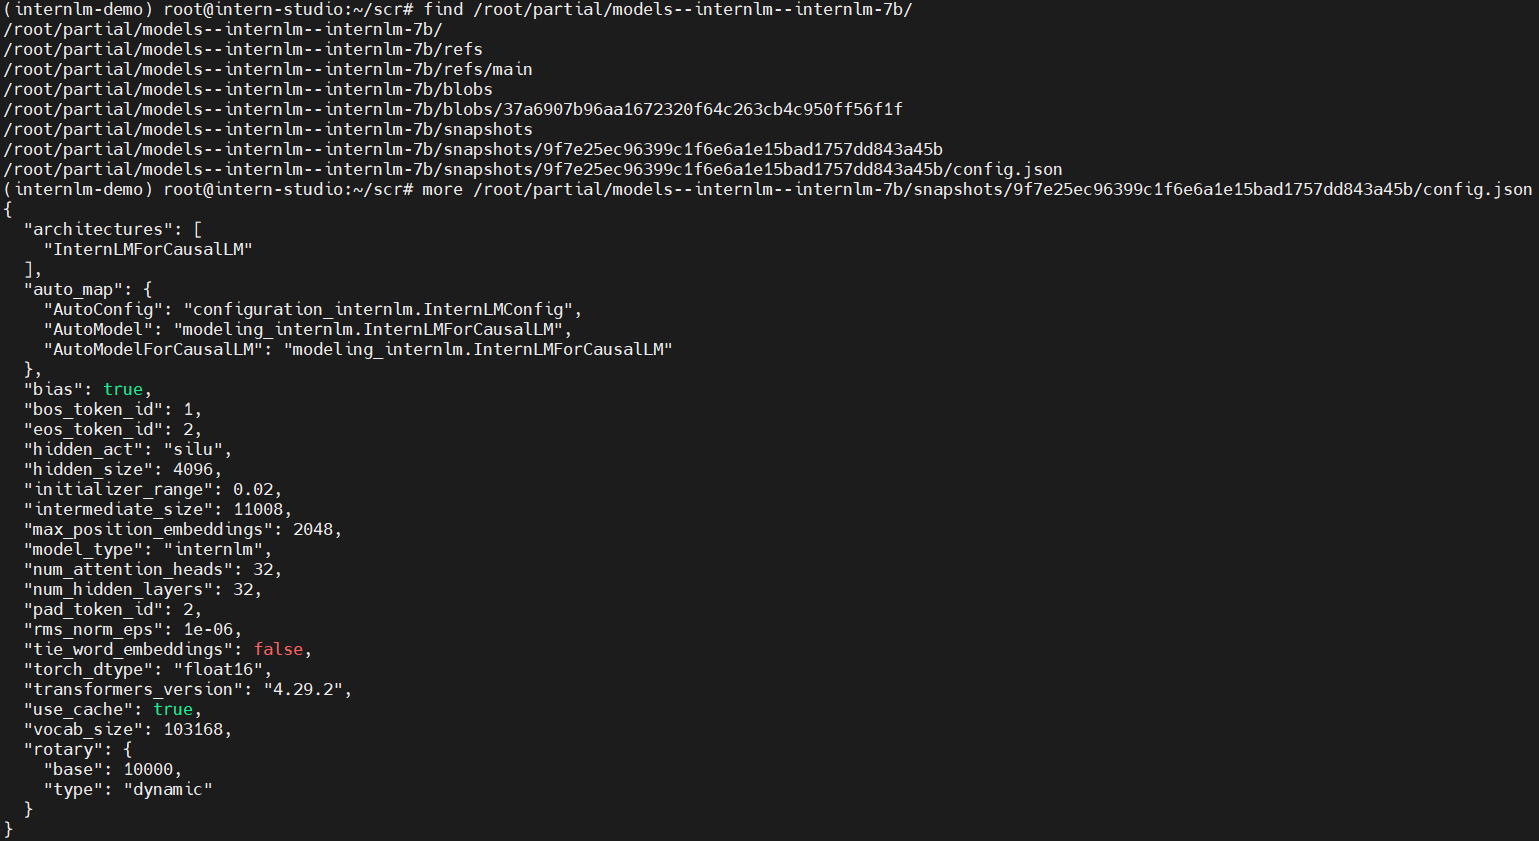 (internlm-demo) root@intern-studio:~/scr# find /root/partial/models--internlm--internlm-7b/
/root/partial/models--internlm--internlm-7b/
/root/partial/models--internlm--internlm-7b/refs
/root/partial/models--internlm--internlm-7b/refs/main
/root/partial/models--internlm--internlm-7b/blobs
/root/partial/models--internlm--internlm-7b/blobs/37a6907b96aa1672320f64c263cb4c950ff56f1f
/root/partial/models--internlm--internlm-7b/snapshots
/root/partial/models--internlm--internlm-7b/snapshots/9f7e25ec96399c1f6e6a1e15bad1757dd843a45b
/root/partial/models--internlm--internlm-7b/snapshots/9f7e25ec96399c1f6e6a1e15bad1757dd843a45b/config.json
(internlm-demo) root@intern-studio:~/scr# more /root/partial/models--internlm--internlm-7b/snapshots/9f7e25ec96399c1f6e6a1e15bad1757dd843a45b/config.json
{
  "architectures": [
    "InternLMForCausalLM"
  ],
  "auto_map": {
    "AutoConfig": "configuration_internlm.InternLMConfig",
    "AutoModel": "modeling_internlm.InternLMForCausalLM",
    "AutoModelForCausalLM": "modeling_internlm.InternLMForCausalLM"
  },
  "bias": true,
  "bos_token_id": 1,
  "eos_token_id": 2,
  "hidden_act": "silu",
  "hidden_size": 4096,
  "initializer_range": 0.02,
  "intermediate_size": 11008,
  "max_position_embeddings": 2048,
  "model_type": "internlm",
  "num_attention_heads": 32,
  "num_hidden_layers": 32,
  "pad_token_id": 2,
  "rms_norm_eps": 1e-06,
  "tie_word_embeddings": false,
  "torch_dtype": "float16",
  "transformers_version": "4.29.2",
  "use_cache": true,
  "vocab_size": 103168,
  "rotary": {
    "base": 10000,
    "type": "dynamic"
  }
}